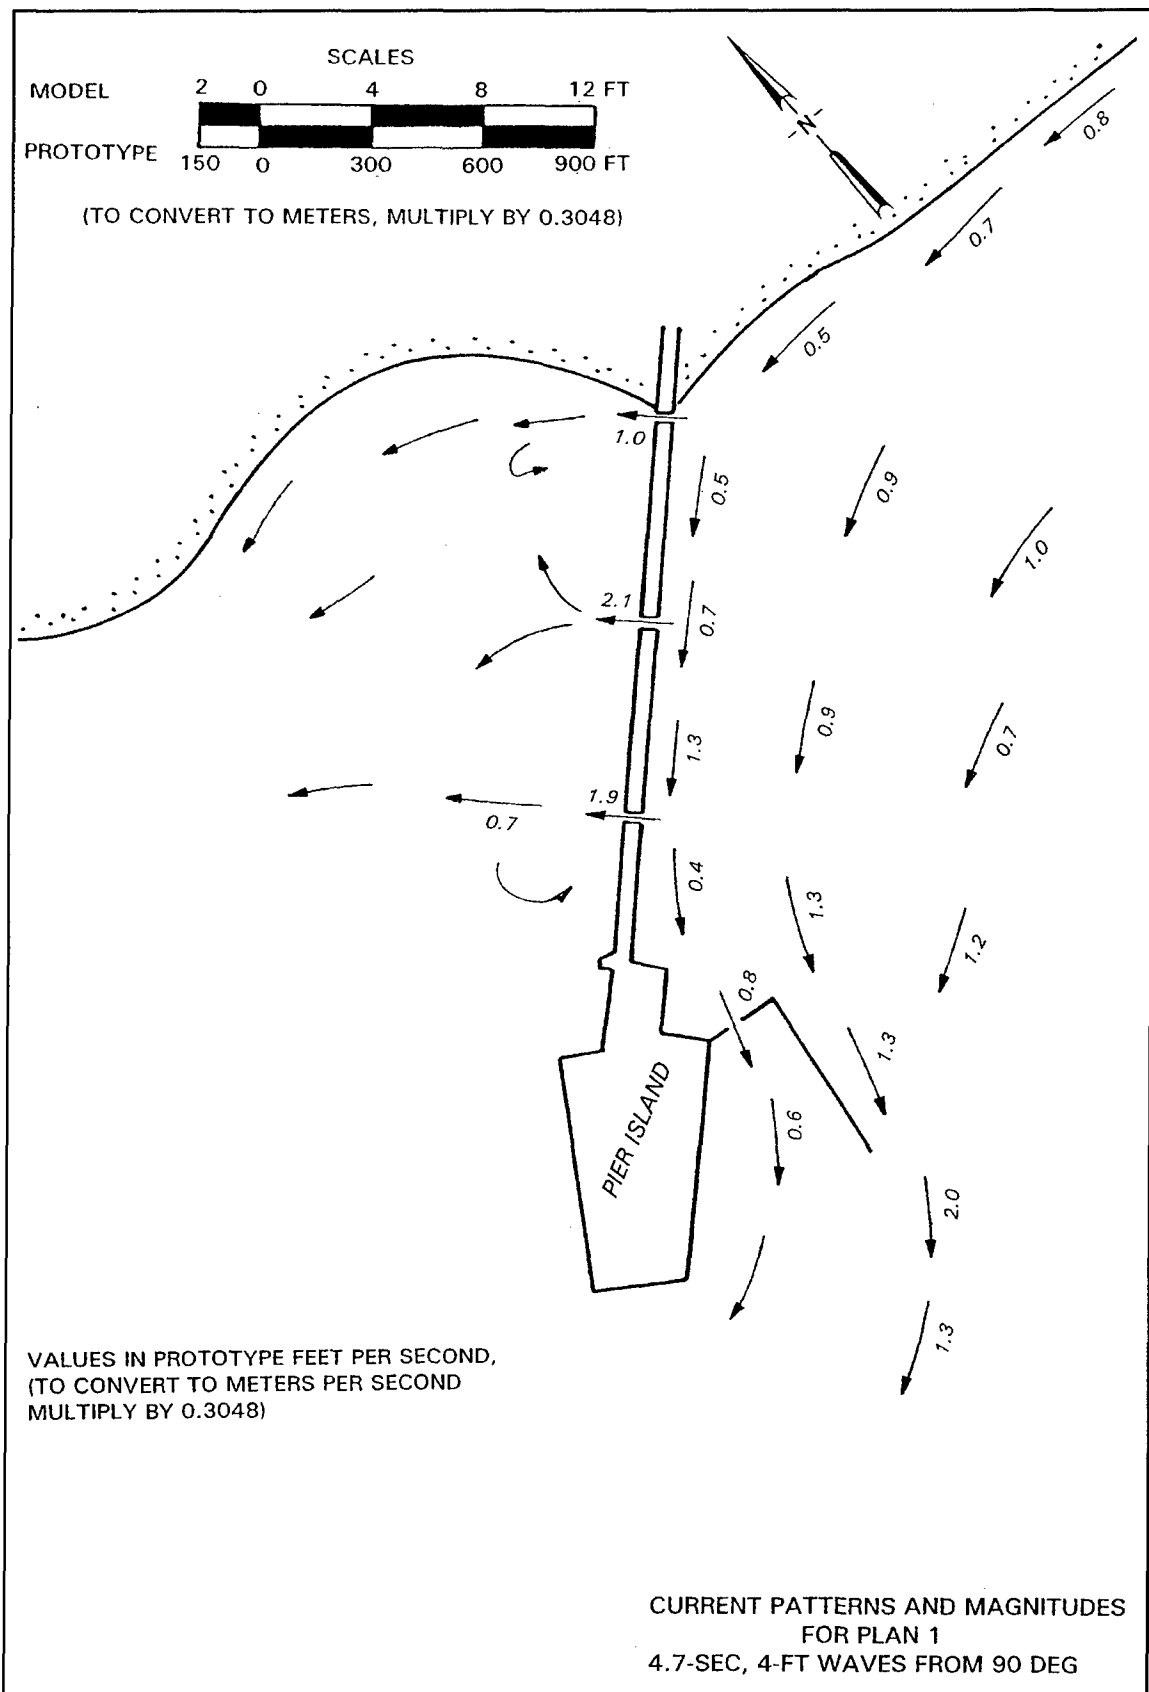 SCALES
MODEL 2 0 4 8 12 FT
PROTOTYPE 150 0 300 600 900 FT
(TO CONVERT TO METERS, MULTIPLY BY 0.3048)
-N-
0.8
0.7
0.5
1.0
0.5
0.9
1.0
2.1
0.7
0.9
0.7
1.3
1.9
0.7
0.4
1.3
1.2
0.8
1.3
PIER ISLAND
0.6
2.0
1.3
VALUES IN PROTOTYPE FEET PER SECOND,
(TO CONVERT TO METERS PER SECOND
MULTIPLY BY 0.3048)
CURRENT PATTERNS AND MAGNITUDES
FOR PLAN 1
4.7-SEC, 4-FT WAVES FROM 90 DEG